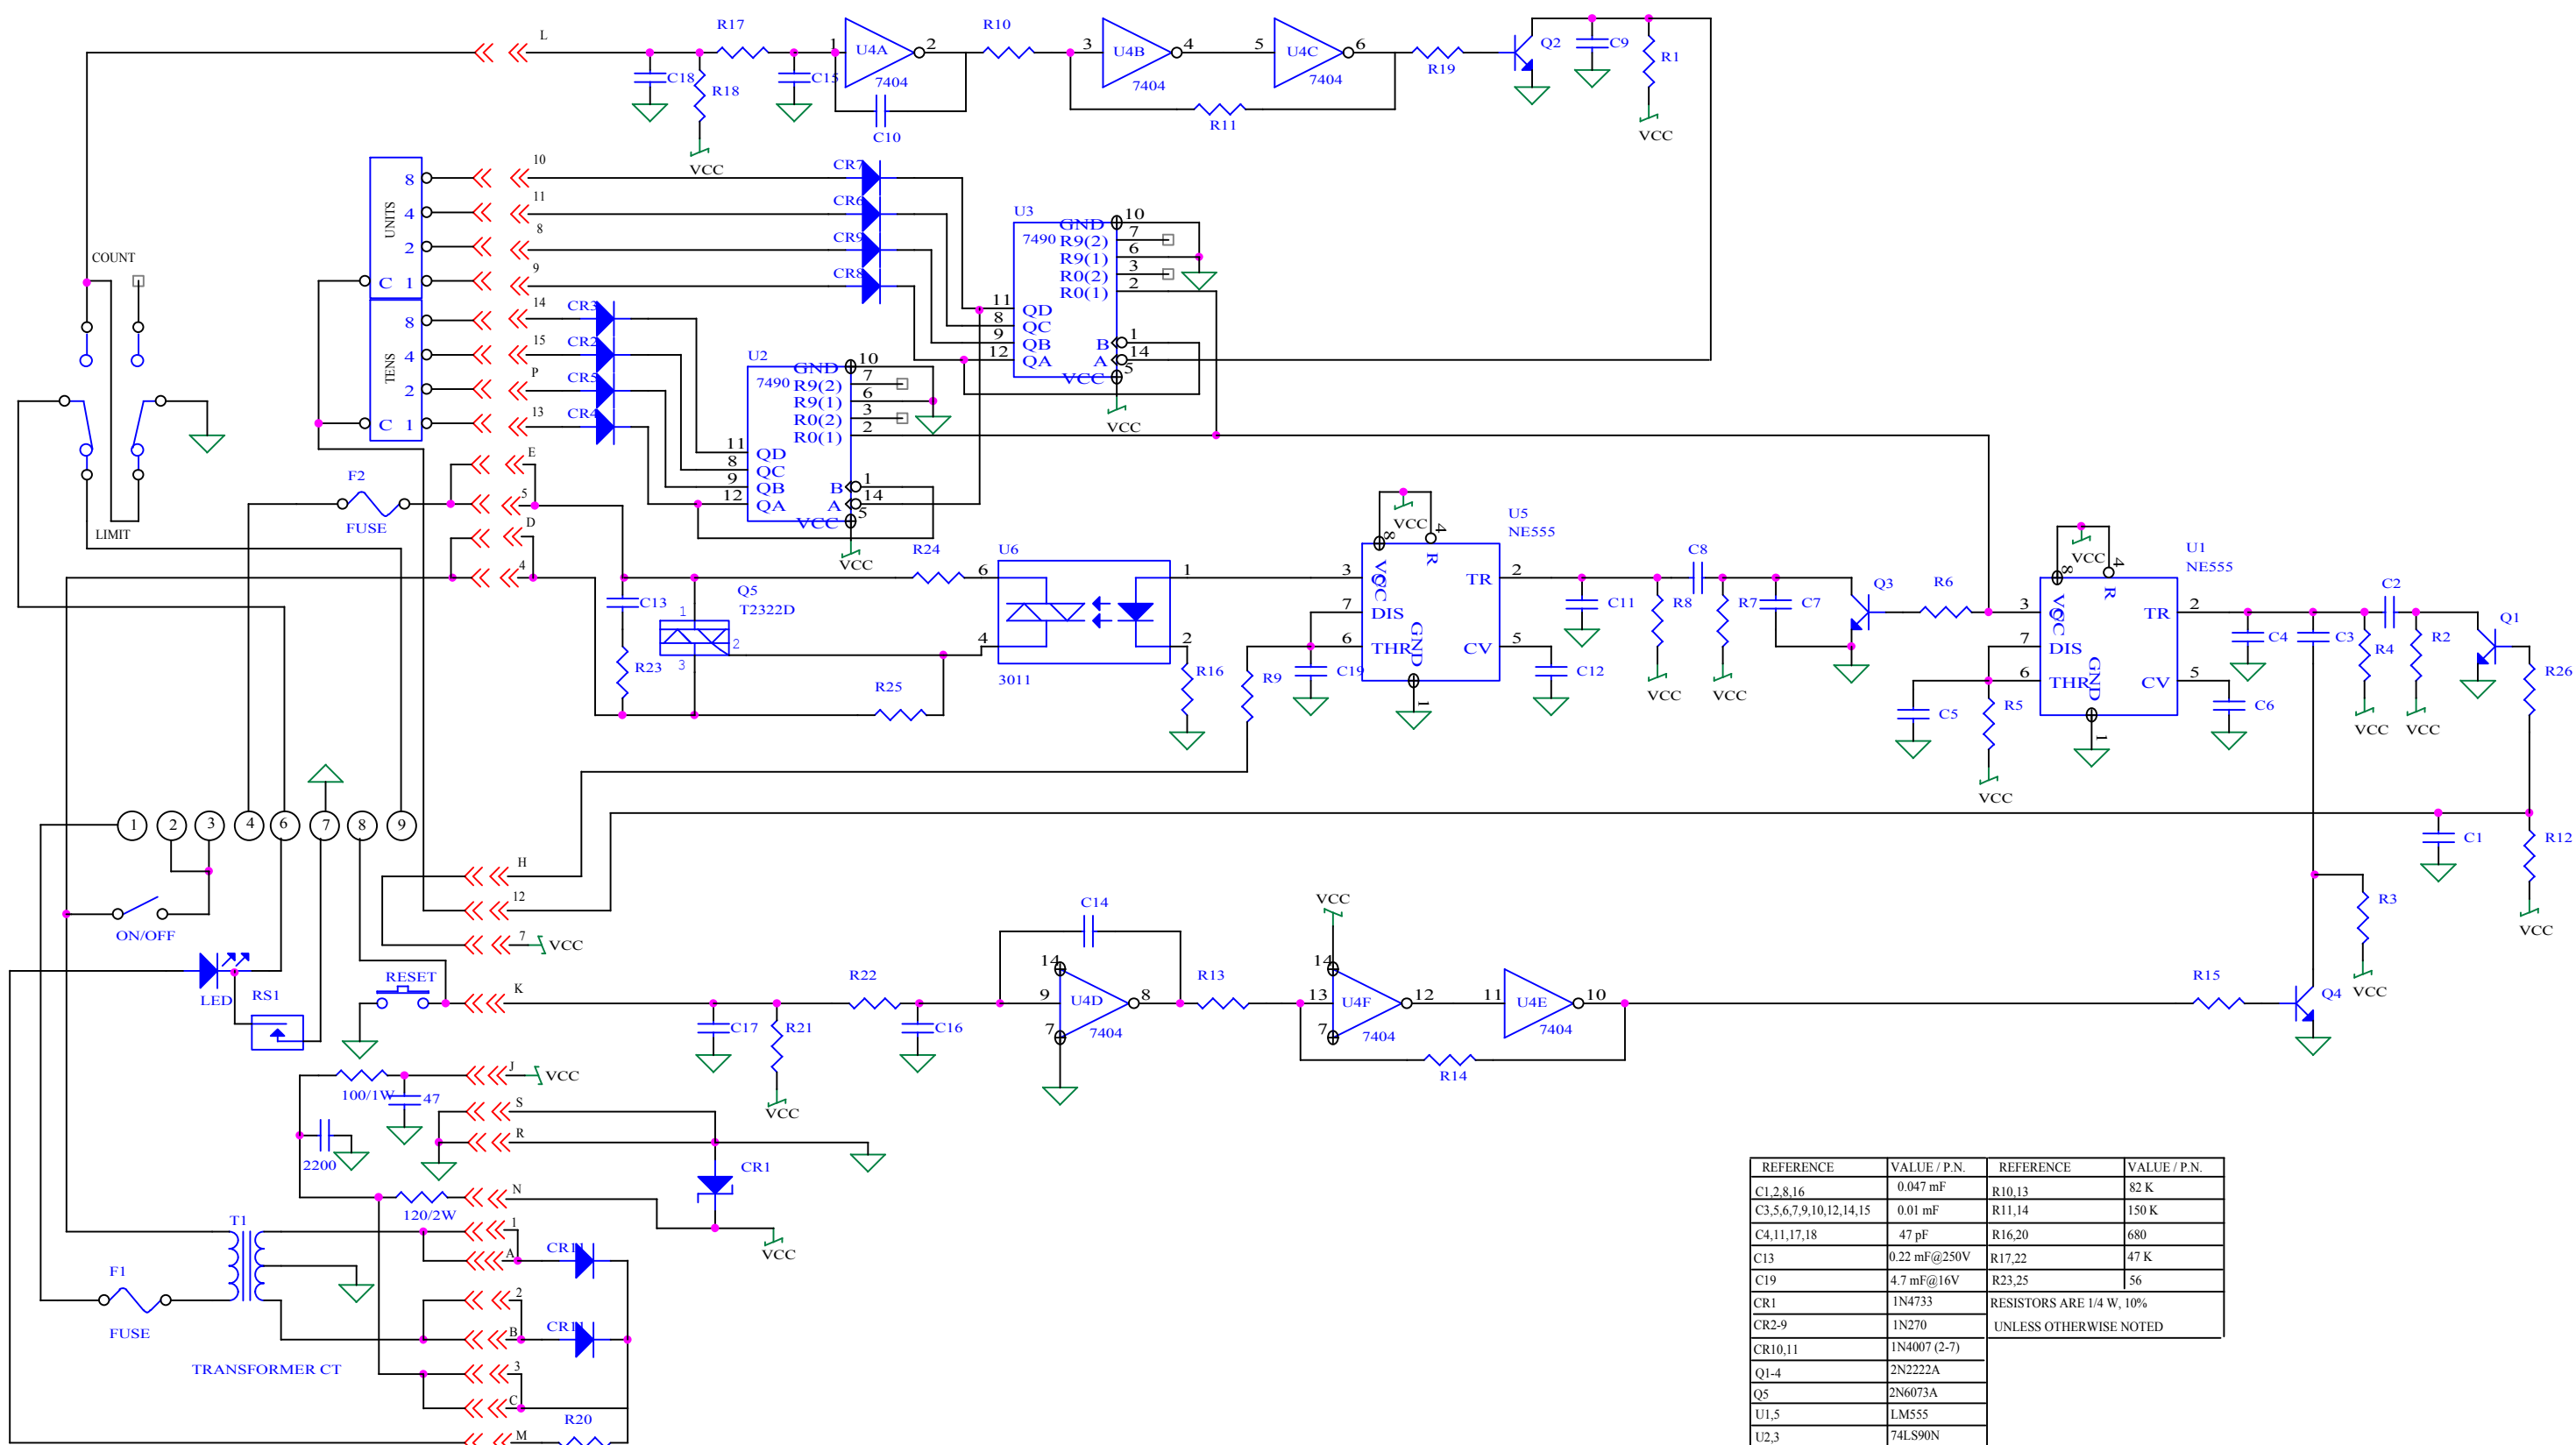 L
R17
1
U4A
2
7404
C18
R18
C15
C10
VCC
R10
3
U4B
4
7404
5
U4C
6
7404
R11
R19
Q2
C9
R1
VCC
10
11
8
9
UNITS
8
4
2
C 1
CR7
CR6
CR9
CR8
U3
7490
GND
R9(2)
R9(1)
R0(2)
R0(1)
10
7
6
3
2
11
8
9
12
QD
QC
QB
QA
B
A
1
14
VCC
5
VCC
COUNT
LIMIT
14
15
P
13
TENS
8
4
2
C 1
CR3
CR2
CR5
CR4
U2
7490
GND
R9(2)
R9(1)
R0(2)
R0(1)
10
7
6
3
2
11
8
9
12
QD
QC
QB
QA
B
A
1
14
VCC
5
VCC
F2
FUSE
E
5
D
4
C13
R23
Q5
T2322D
1
2
3
R24
R25
U6
6
4
1
2
3011
R16
R9
C19
U5
NE555
VCC
8
4
VCC
R
Q
3
7
DIS
6
THR
GND
1
TR
2
CV
5
C12
C11
R8
VCC
C8
R7
VCC
C7
Q3
R6
U1
NE555
VCC
8
4
VCC
R
Q
3
7
DIS
6
THR
GND
1
TR
2
CV
5
C5
R5
VCC
C6
C4
C3
R4
VCC
C2
R2
VCC
Q1
R26
C1
R12
VCC
1
2
3
4
6
7
8
9
ON/OFF
LED
RS1
RESET
H
12
7
VCC
K
C17
R21
VCC
R22
C16
C14
14
9
U4D
8
7
7404
R13
VCC
14
13
U4F
12
7
7404
11
U4E
10
7404
R14
R15
Q4
R3
VCC
100/1W
47
J
VCC
2200
S
R
CR1
N
120/2W
VCC
T1
1
A
CR11
2
B
CR11
F1
FUSE
TRANSFORMER CT
3
C
R20
M
REFERENCE VALUE / P.N. REFERENCE VALUE / P.N.
C1,2,8,16 0.047 mF R10,13 82 K
C3,5,6,7,9,10,12,14,15 0.01 mF R11,14 150 K
C4,11,17,18 47 pF R16,20 680
C13 0.22 mF@250V R17,22 47 K
C19 4.7 mF@16V R23,25 56
CR1 1N4733 RESISTORS ARE 1/4 W, 10%
CR2-9 1N270 UNLESS OTHERWISE NOTED
CR10,11 1N4007 (2-7)
Q1-4 2N2222A
Q5 2N6073A
U1,5 LM555
U2,3 74LS90N